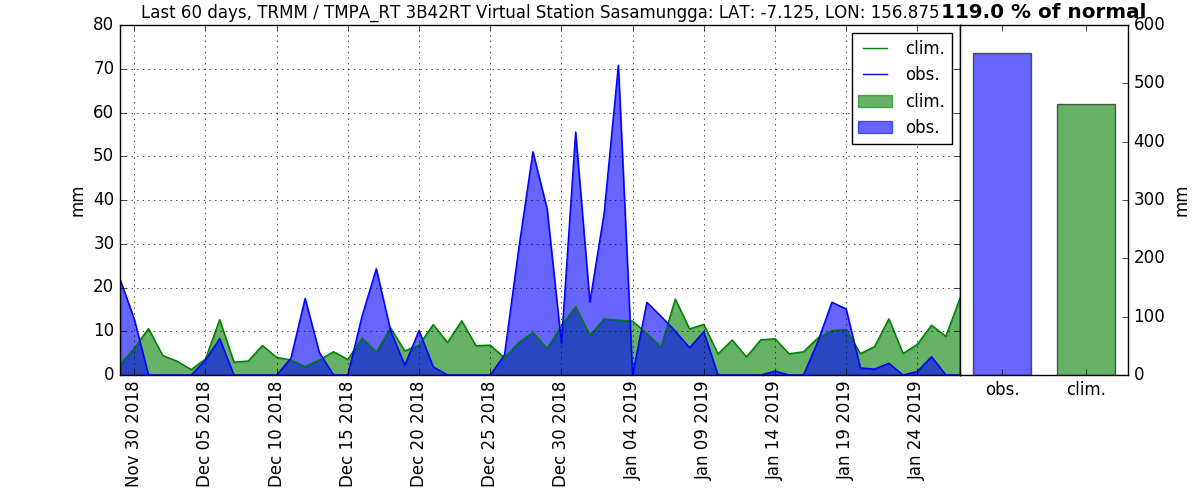 Last 60 days, TRMM / TMPA_RT 3B42RT Virtual Station Sasamungga: LAT: -7.125, LON: 156.875
119.0 % of normal
80
70
60
50
40
30
20
10
0
mm
clim.
obs.
clim.
obs.
600
500
400
300
200
100
0
mm
Nov 30 2018
Dec 05 2018
Dec 10 2018
Dec 15 2018
Dec 20 2018
Dec 25 2018
Dec 30 2018
Jan 04 2019
Jan 09 2019
Jan 14 2019
Jan 19 2019
Jan 24 2019
obs.
clim.